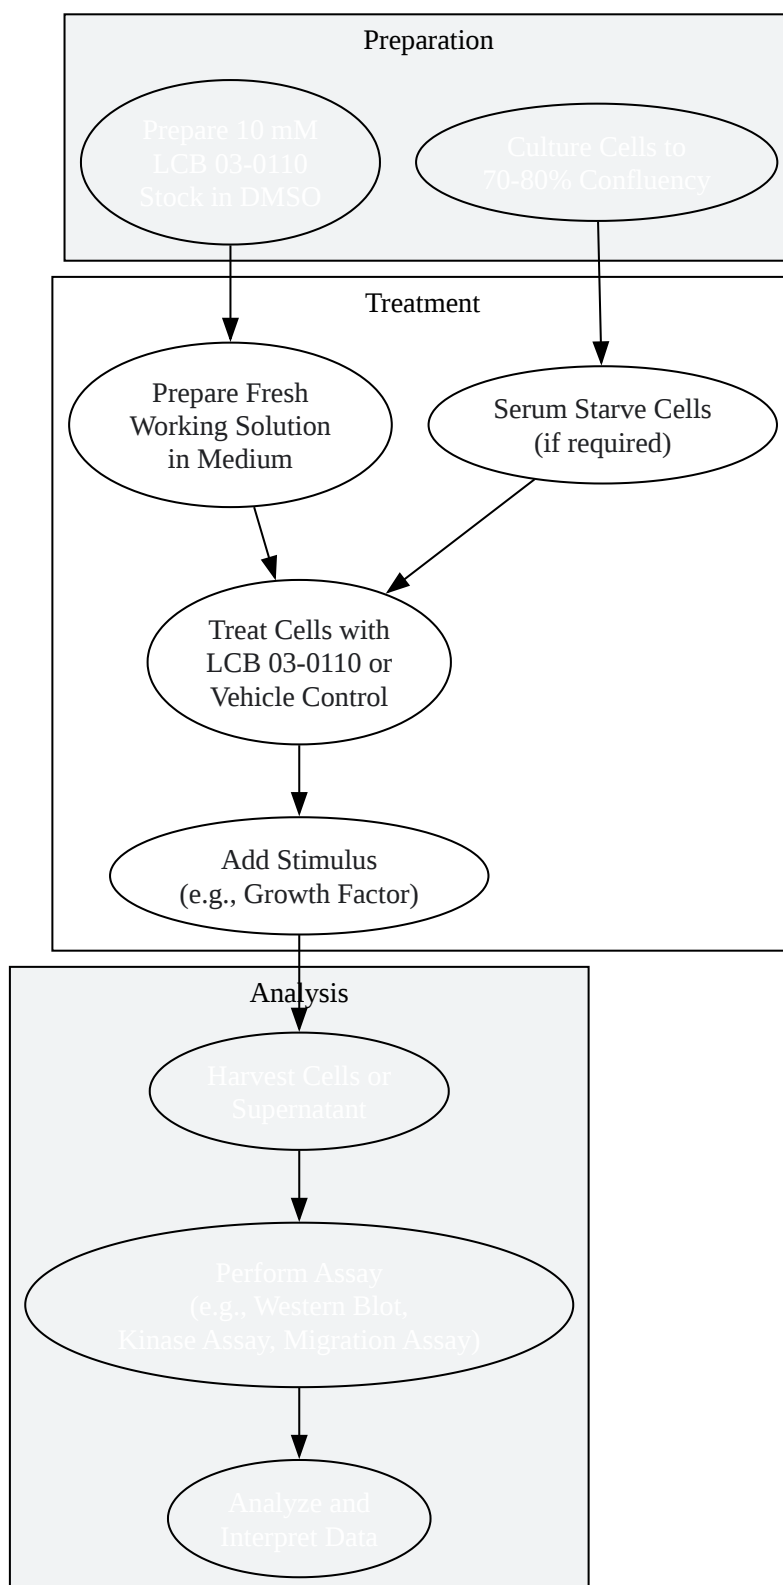 Preparation
Prepare 10 mM
LCB 03-0110
Stock in DMSO
Culture Cells to
70-80% Confluency
Treatment
Prepare Fresh
Working Solution
in Medium
Serum Starve Cells
(if required)
Treat Cells with
LCB 03-0110 or
Vehicle Control
Add Stimulus
(e.g., Growth Factor)
Analysis
Harvest Cells or
Supernatant
Perform Assay
(e.g., Western Blot,
Kinase Assay, Migration Assay)
Analyze and
Interpret Data